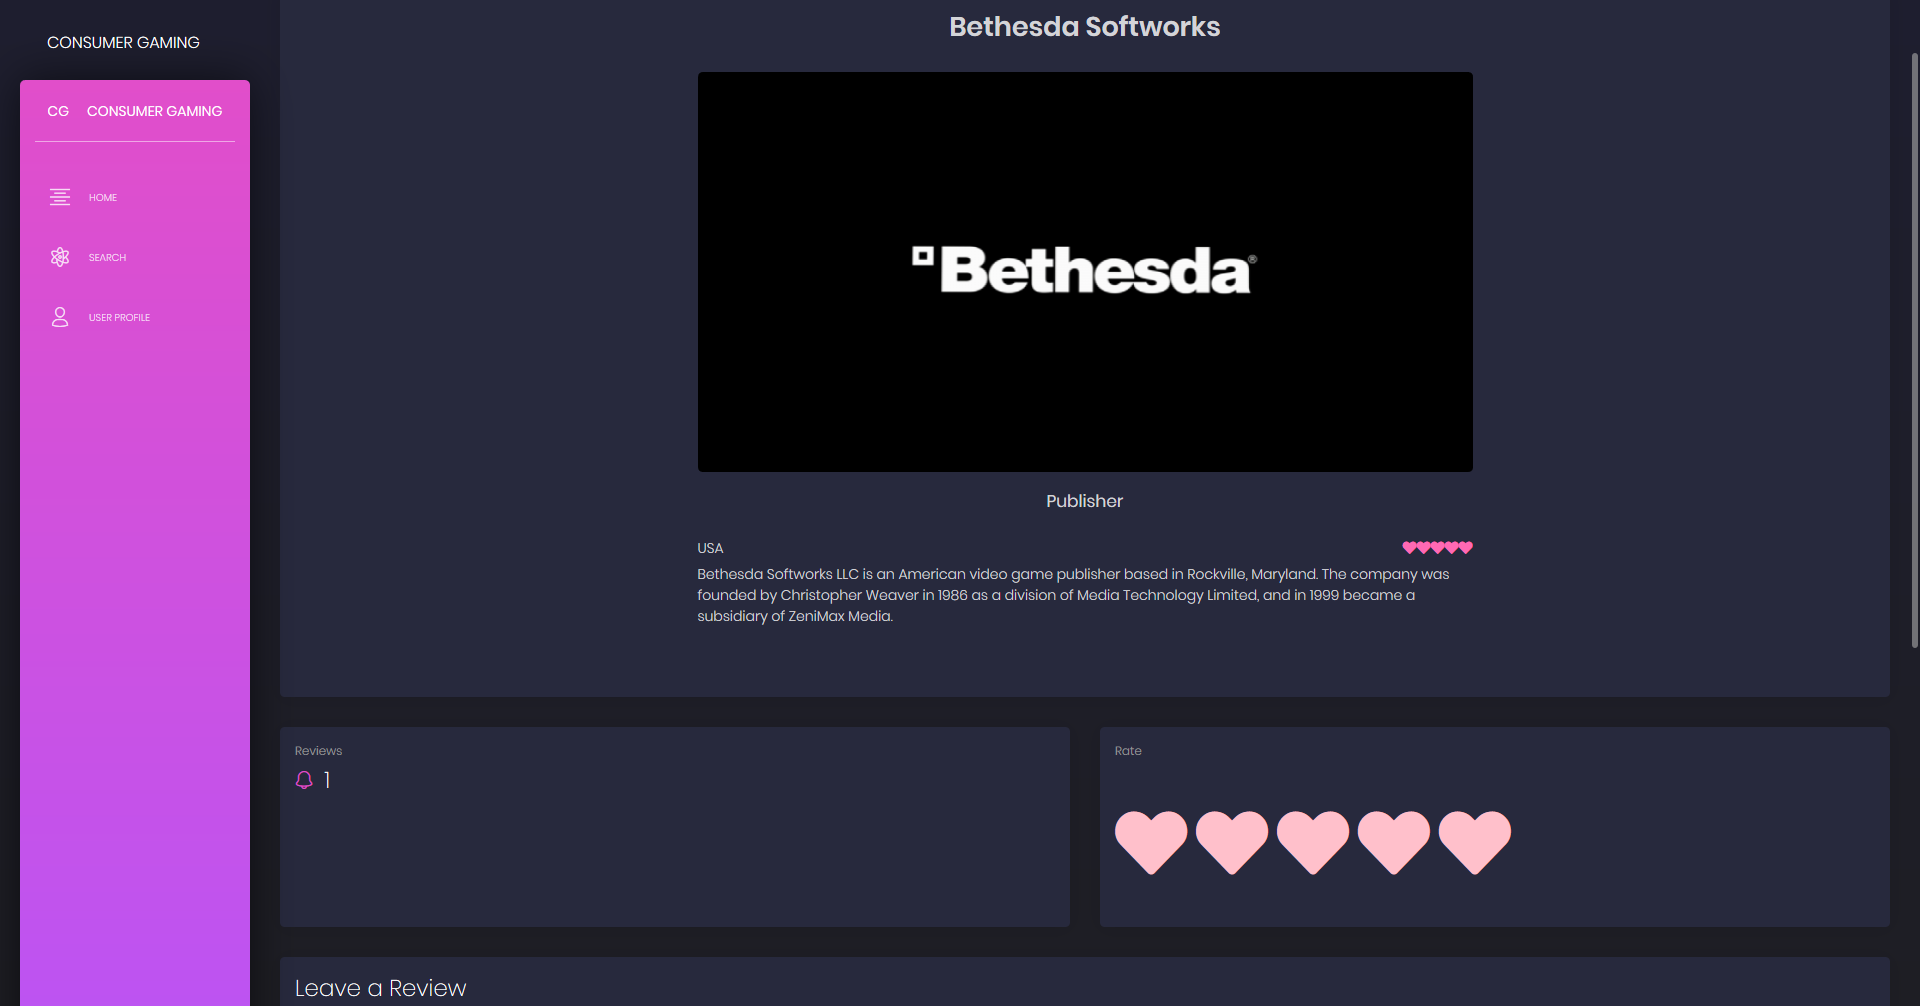 CONSUMER GAMING
CG CONSUMER GAMING
HOME
SEARCH
USER PROFILE
Bethesda Softworks
Bethesda®
Publisher
USA
Bethesda Softworks LLC is an American video game publisher based in Rockville, Maryland. The company was
founded by Christopher Weaver in 1986 as a division of Media Technology Limited, and in 1999 became a
subsidiary of ZeniMax Media.
Reviews
1
Rate
Leave a Review